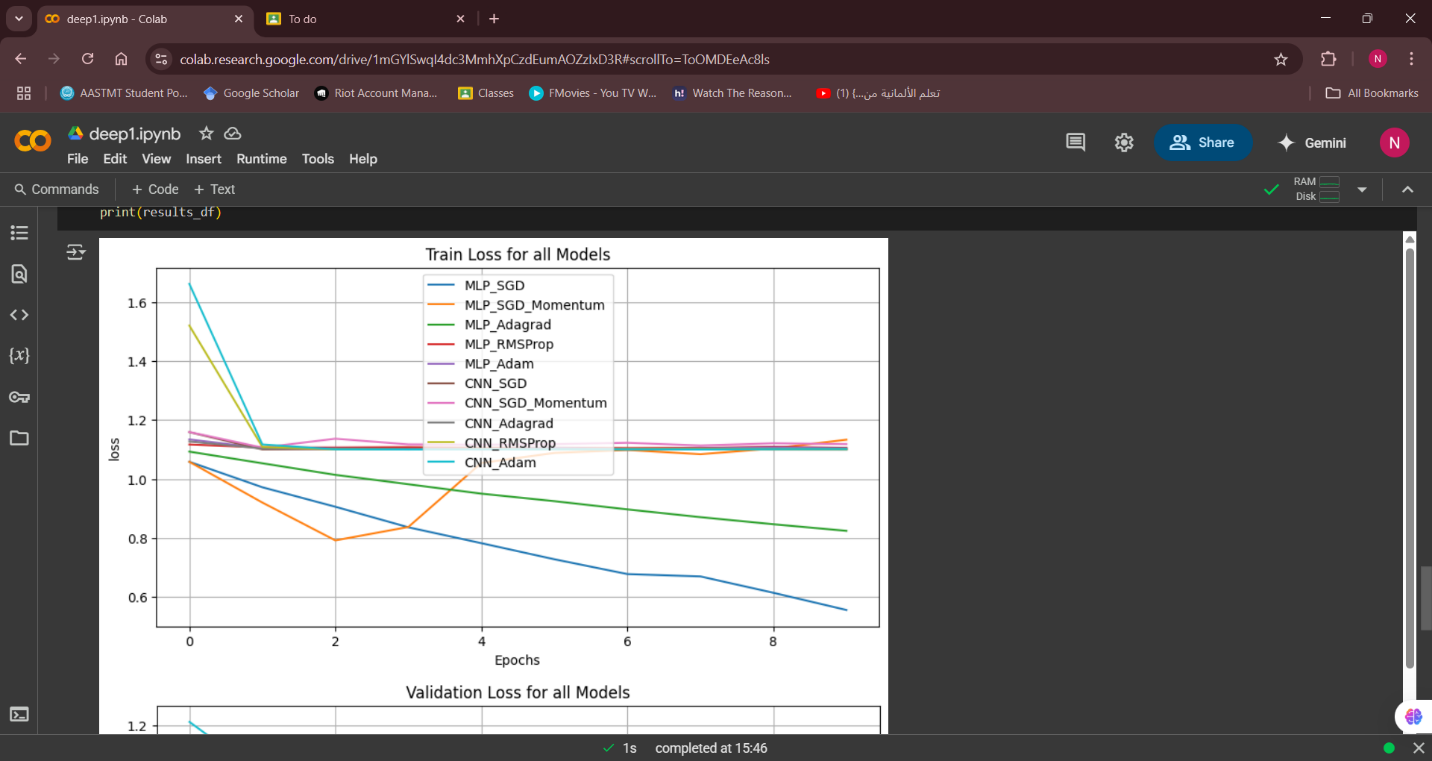 deep1.ipynb - Colab
To do
colab.research.google.com/drive/1mGYlSwqI4dc3MmhXpCzdEumAOZzIxD3R#scrollTo=ToOMDEeAc8ls
N
AASTMT Student Po...
Google Scholar
Riot Account Mana...
Classes
FMovies - You TV W...
h!
Watch The Reason...
(1) تعلم الألمانية من...{
All Bookmarks
deep1.ipynb
File Edit View Insert Runtime Tools Help
Share
Gemini
N
Commands + Code + Text
RAM
Disk
print(results_df)
{x}
Train Loss for all Models
loss
1.6
1.4
1.2
1.0
0.8
0.6
MLP_SGD
MLP_SGD_Momentum
MLP_Adagrad
MLP_RMSProp
MLP_Adam
CNN_SGD
CNN_SGD_Momentum
CNN_Adagrad
CNN_RMSProp
CNN_Adam
0 2 4 6 8
Epochs
Validation Loss for all Models
1.2
1s completed at 15:46